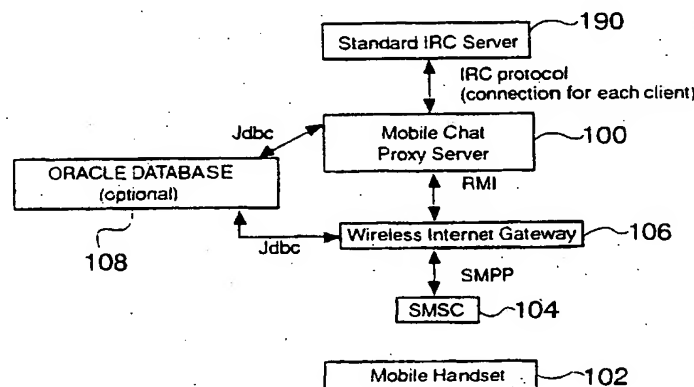 190
Standard IRC Server
IRC protocol
(connection for each client)
Jdbc
Mobile Chat
Proxy Server
100
ORACLE DATABASE
(optional)
RMI
Jdbc
Wireless Internet Gateway
106
108
SMPP
SMSC
104
Mobile Handset
102